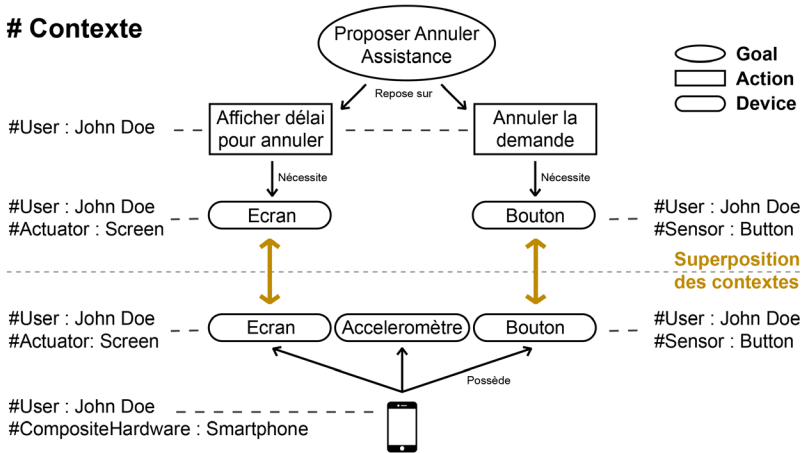 # Contexte
Proposer Annuler
Assistance
Goal
Action
Device
Repose sur
#User : John Doe
Afficher délai
pour annuler
Annuler la
demande
Nécessite
Nécessite
#User : John Doe
#Actuator : Screen
Ecran
Bouton
#User : John Doe
#Sensor : Button
Superposition
des contextes
#User : John Doe
#Actuator: Screen
Ecran
Acceleromètre
Bouton
#User : John Doe
#Sensor : Button
Possède
#User : John Doe
#CompositeHardware : Smartphone